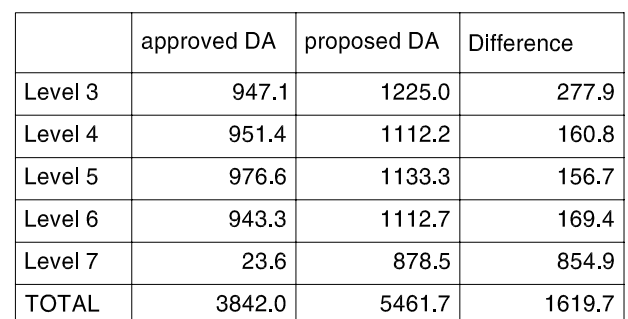 approved DA proposed DA Difference
Level 3 947.1 1225.0 277.9
Level 4 951.4 1112.2 160.8
Level 5 976.6 1133.3 156.7
Level 6 943.3 1112.7 169.4
Level 7 23.6 878.5 854.9
TOTAL 3842.0 5461.7 1619.7